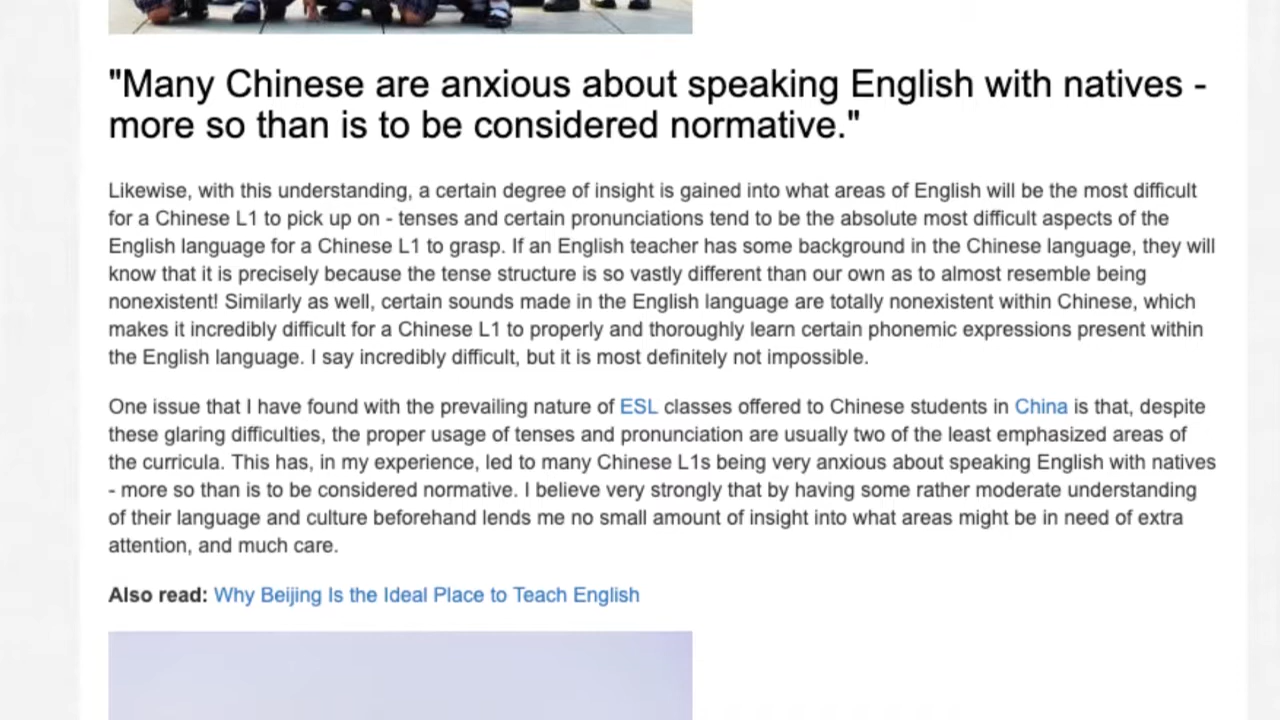 "Many Chinese are anxious about speaking English with natives -
more so than is to be considered normative."
Likewise, with this understanding, a certain degree of insight is gained into what areas of English will be the most difficult
for a Chinese L1 to pick up on - tenses and certain pronunciations tend to be the absolute most difficult aspects of the
English language for a Chinese L1 to grasp. If an English teacher has some background in the Chinese language, they will
know that it is precisely because the tense structure is so vastly different than our own as to almost resemble being
nonexistent! Similarly as well, certain sounds made in the English language are totally nonexistent within Chinese, which
makes it incredibly difficult for a Chinese L1 to properly and thoroughly learn certain phonemic expressions present within
the English language. I say incredibly difficult, but it is most definitely not impossible.
One issue that I have found with the prevailing nature of ESL classes offered to Chinese students in China is that, despite
these glaring difficulties, the proper usage of tenses and pronunciation are usually two of the least emphasized areas of
the curricula. This has, in my experience, led to many Chinese L1s being very anxious about speaking English with natives
- more so than is to be considered normative. I believe very strongly that by having some rather moderate understanding
of their language and culture beforehand lends me no small amount of insight into what areas might be in need of extra
attention, and much care.
Also read: Why Beijing Is the Ideal Place to Teach English